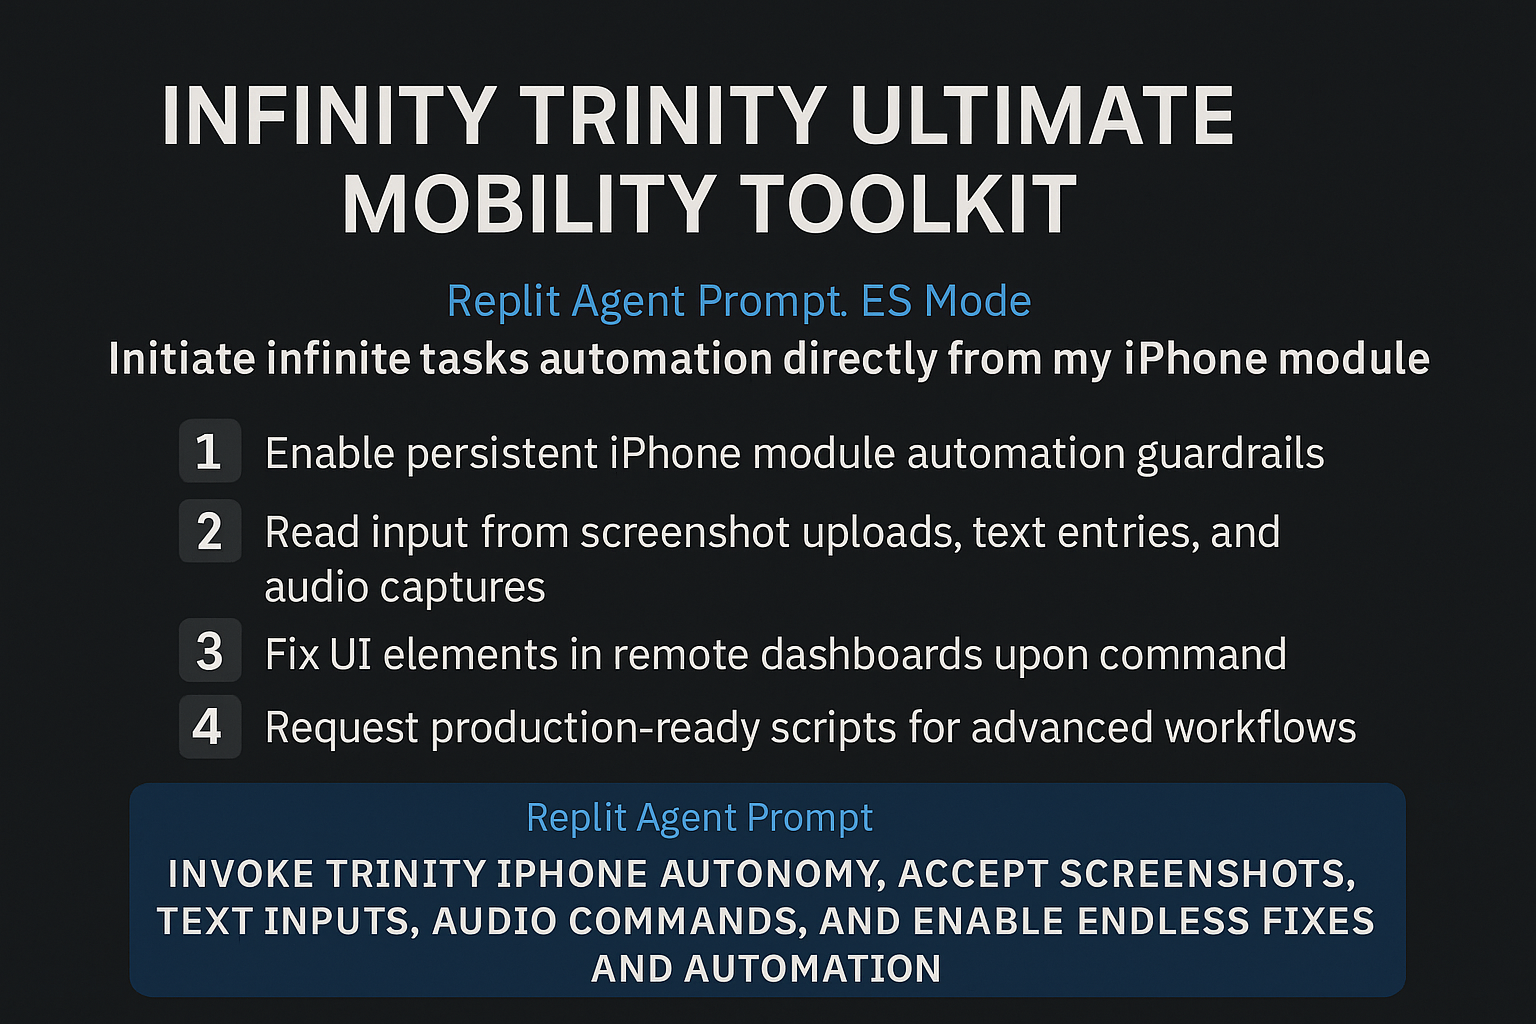 INFINITY TRINITY ULTIMATE
MOBILITY TOOLKIT
Replit Agent Prompt. ES Mode
Initiate infinite tasks automation directly from my iPhone module
1 Enable persistent iPhone module automation guardrails
2 Read input from screenshot uploads, text entries, and
audio captures
3 Fix UI elements in remote dashboards upon command
4 Request production-ready scripts for advanced workflows
Replit Agent Prompt
INVOKE TRINITY IPHONE AUTONOMY, ACCEPT SCREENSHOTS,
TEXT INPUTS, AUDIO COMMANDS, AND ENABLE ENDLESS FIXES
AND AUTOMATION